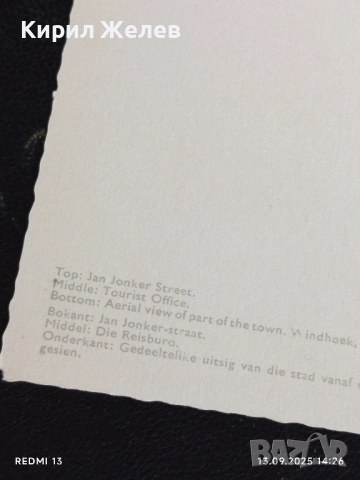 Кирил Желев
Top: Jan Jonker Street.
Middle: Tourist Office.
Bottom: Aerial view of part of the town. Windhoek,
Bokant: Jan Jonker-straat.
Middel: Die Reisburo.
Onderkant: Gedeeltelike uitsig van die stad vanaf
gesien.
REDMI 13
13.09.2025 14:26
BAZAR